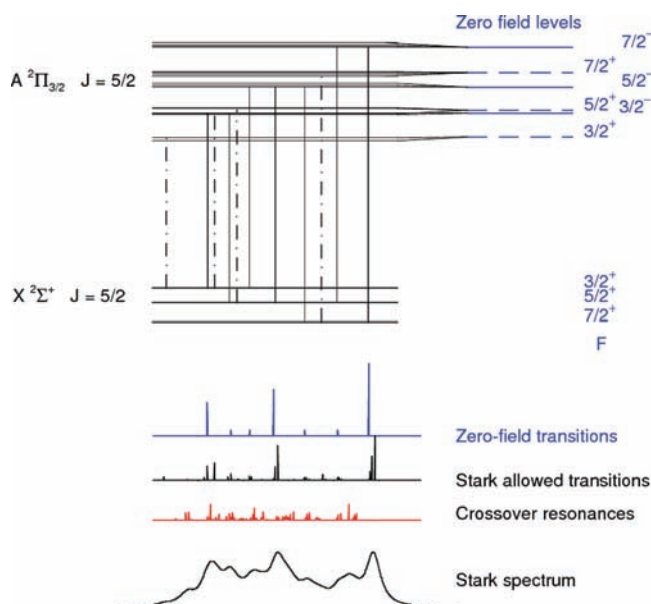 Zero field levels
7/2⁻
7/2⁺
A ²Π₃/₂ J = 5/2
5/2⁻
5/2⁺ 3/2⁻
3/2⁺
3/2⁺
X ²Σ⁺ J = 5/2
5/2⁺
7/2⁺
F
Zero-field transitions
Stark allowed transitions
Crossover resonances
Stark spectrum